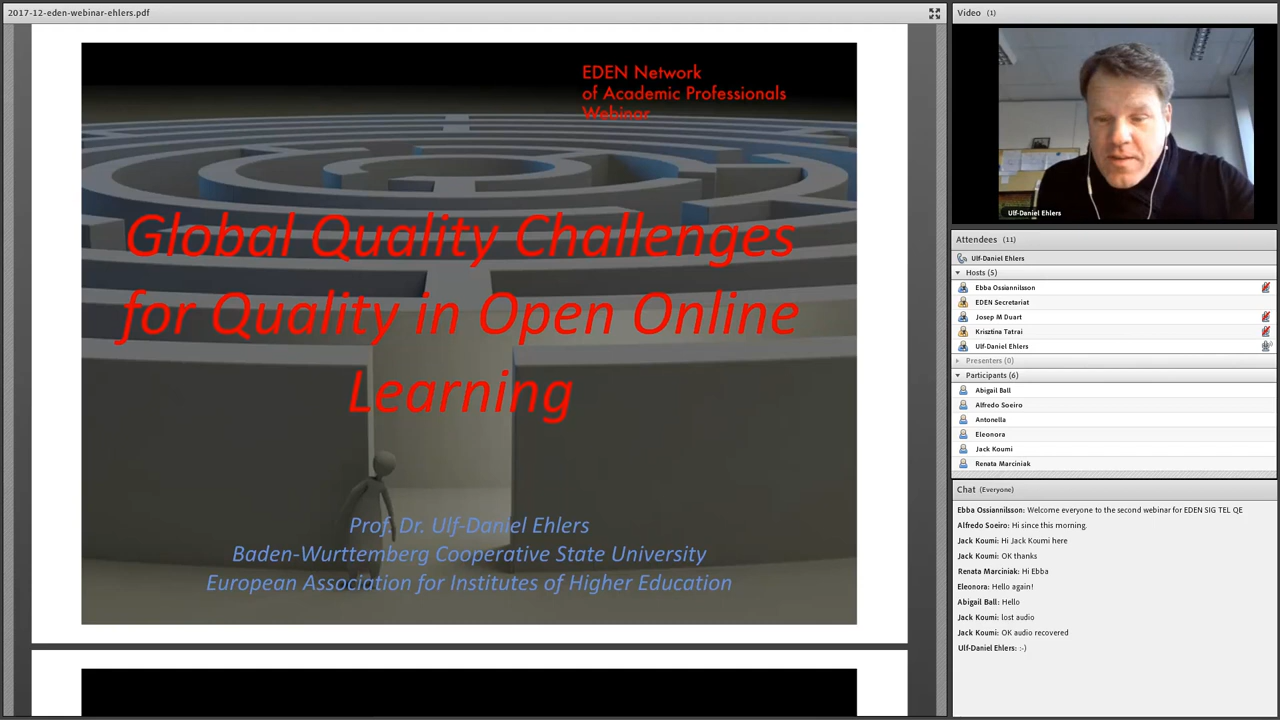 2017-12-eden-webinar-ehlers.pdf
EDEN Network
of Academic Professionals
Webinar
Global Quality Challenges
for Quality in Open Online
Learning
Prof. Dr. Ulf-Daniel Ehlers
Baden-Wurttemberg Cooperative State University
European Association for Institutes of Higher Education
Video (1)
Ulf-Daniel Ehlers
Attendees (11)
Ulf-Daniel Ehlers
Hosts (5)
Ebba Ossiannilsson
EDEN Secretariat
Josep M Duart
Krisztina Tatrai
Ulf-Daniel Ehlers
Presenters (0)
Participants (6)
Abigail Ball
Alfredo Soeiro
Antonella
Eleonora
Jack Koumi
Renata Marciniak
Chat (Everyone)
Ebba Ossiannilsson: Welcome everyone to the second webinar for EDEN SIG TEL QE
Alfredo Soeiro: Hi since this morning.
Jack Koumi: Hi Jack Koumi here
Jack Koumi: OK thanks
Renata Marciniak: Hi Ebba
Eleonora: Hello again!
Abigail Ball: Hello
Jack Koumi: lost audio
Jack Koumi: OK audio recovered
Ulf-Daniel Ehlers: :-)